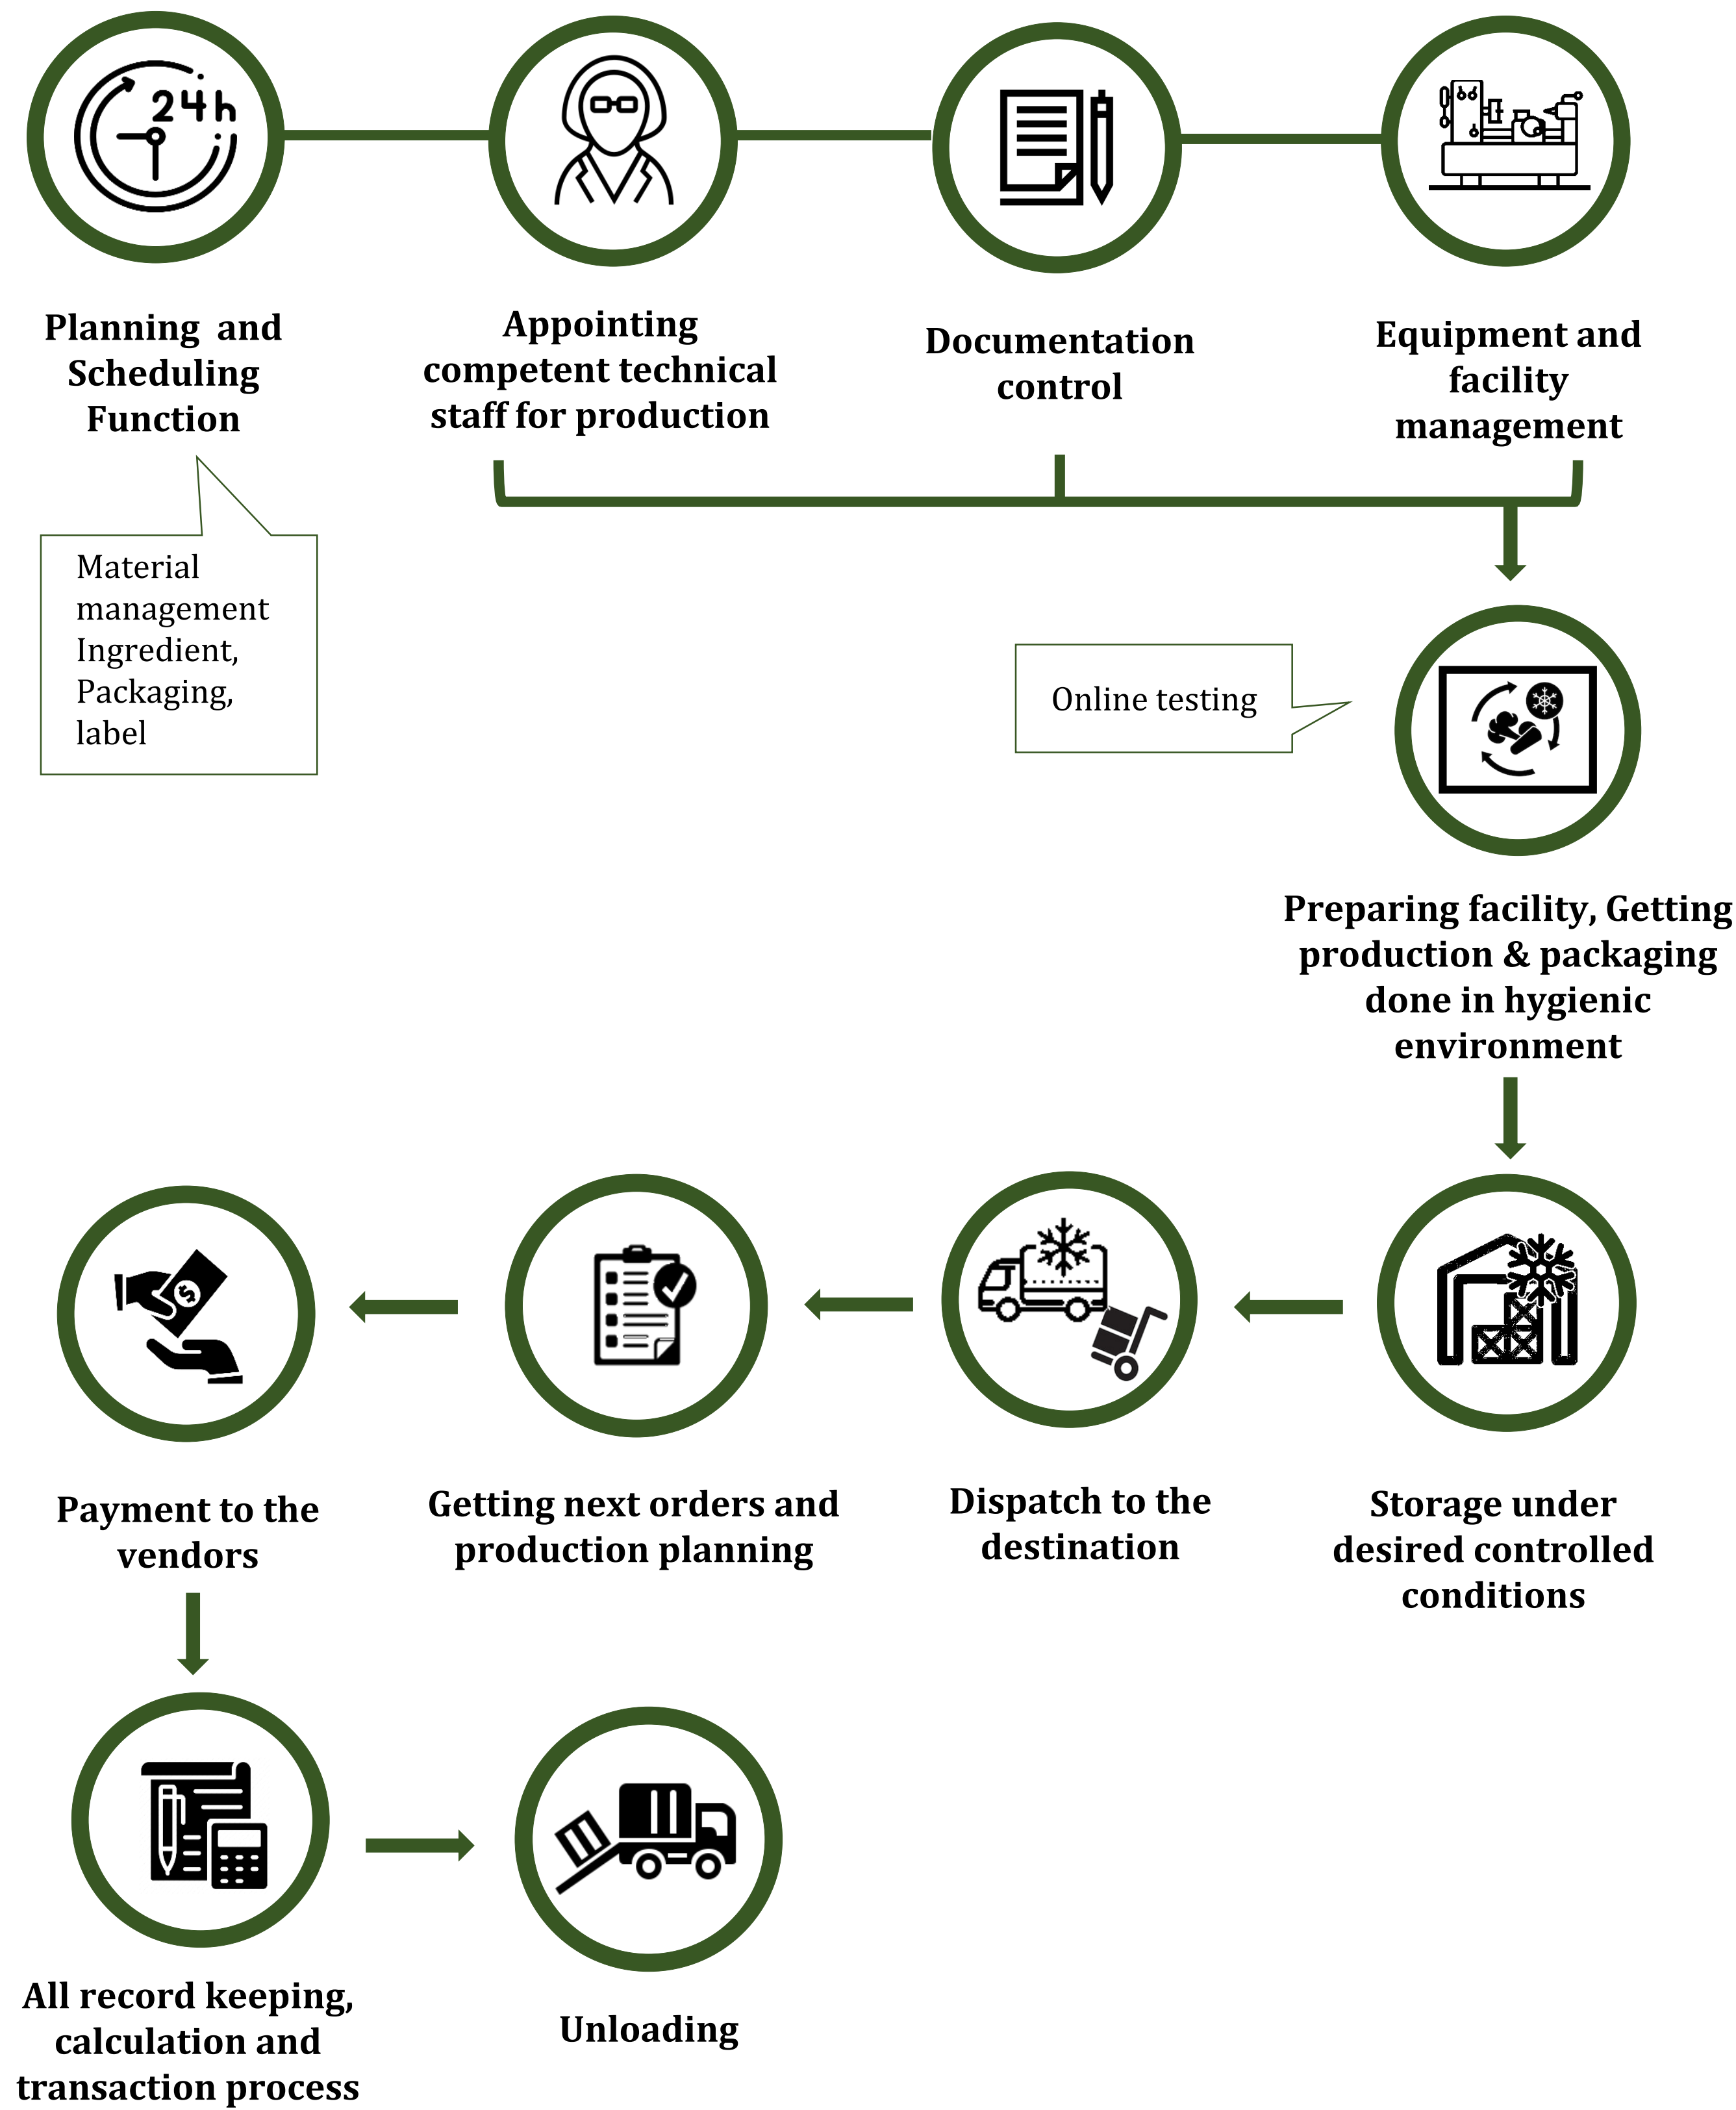 24h
Planning and
Scheduling
Function
Appointing
competent technical
staff for production
Documentation
control
Equipment and
facility
management
Material
management
Ingredient,
Packaging,
label
Online testing
Preparing facility, Getting
production & packaging
done in hygienic
environment
$
Payment to the
vendors
Getting next orders and
production planning
Dispatch to the
destination
Storage under
desired controlled
conditions
All record keeping,
calculation and
transaction process
Unloading